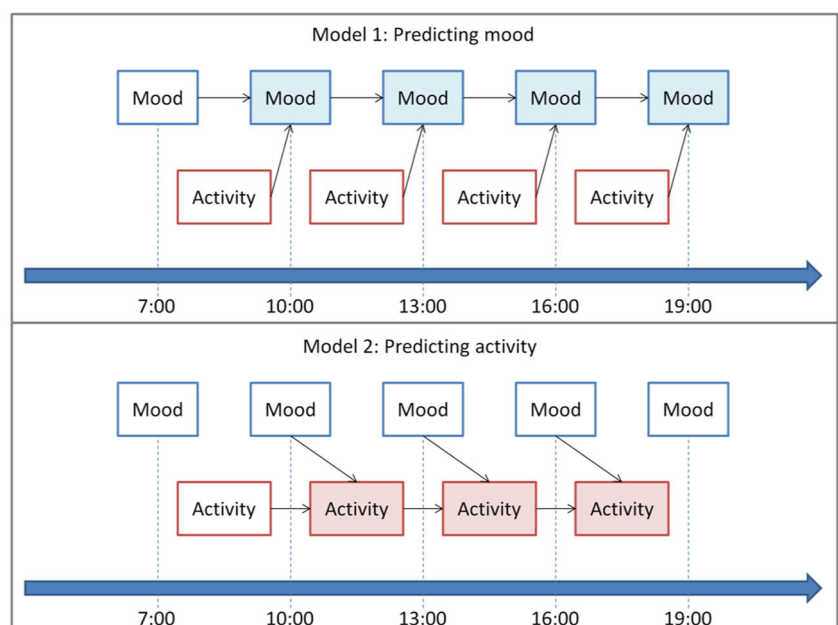 Model 1: Predicting mood
Mood Mood Mood Mood Mood
Activity Activity Activity Activity
7:00 10:00 13:00 16:00 19:00
Model 2: Predicting activity
Mood Mood Mood Mood Mood
Activity Activity Activity Activity
7:00 10:00 13:00 16:00 19:00